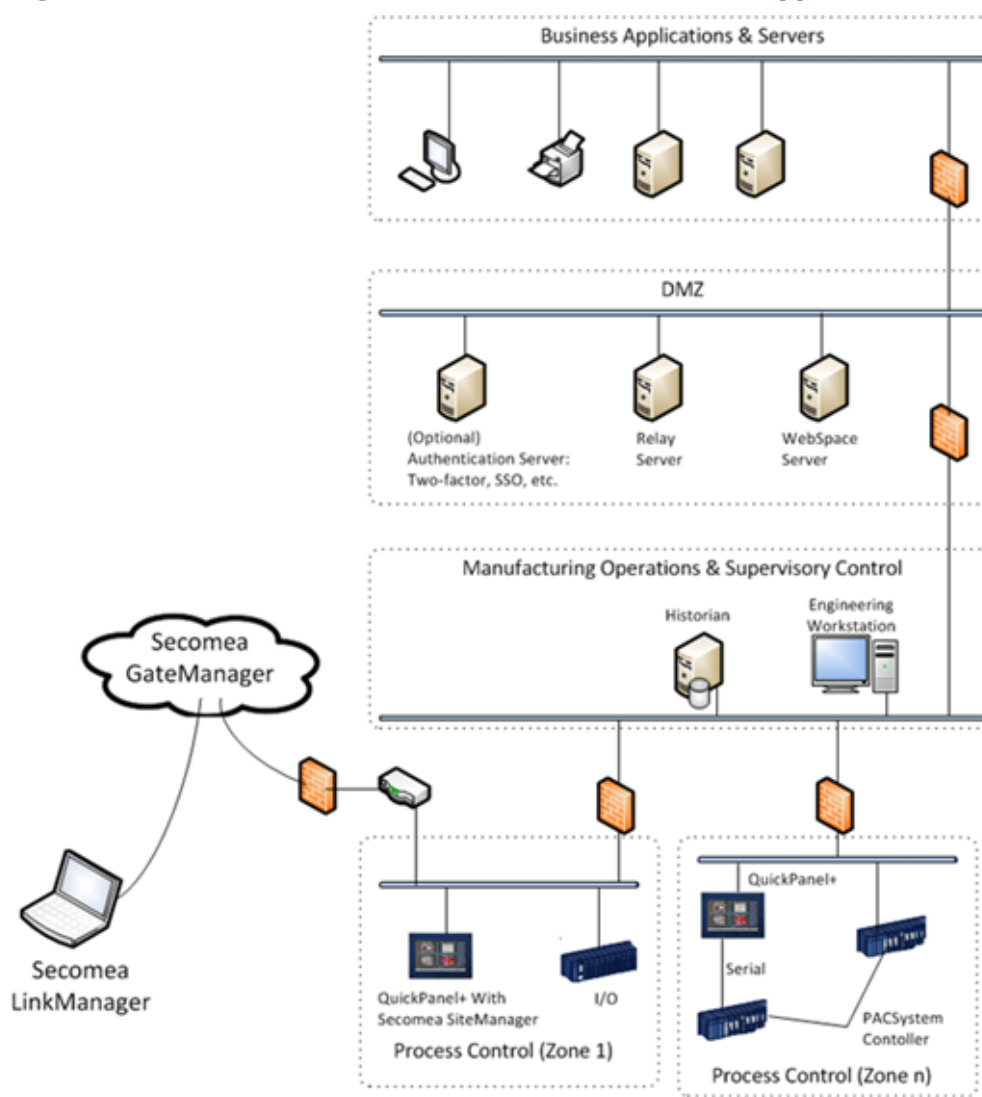 Business Applications & Servers
DMZ
(Optional)
Authentication Server:
Two-factor, SSO, etc.
Relay
Server
WebSpace
Server
Manufacturing Operations & Supervisory Control
Historian
Engineering
Workstation
Secomea
GateManager
Secomea
LinkManager
QuickPanel+ With
Secomea SiteManager
I/O
Process Control (Zone 1)
QuickPanel+
Serial
PACSystem
Contoller
Process Control (Zone n)